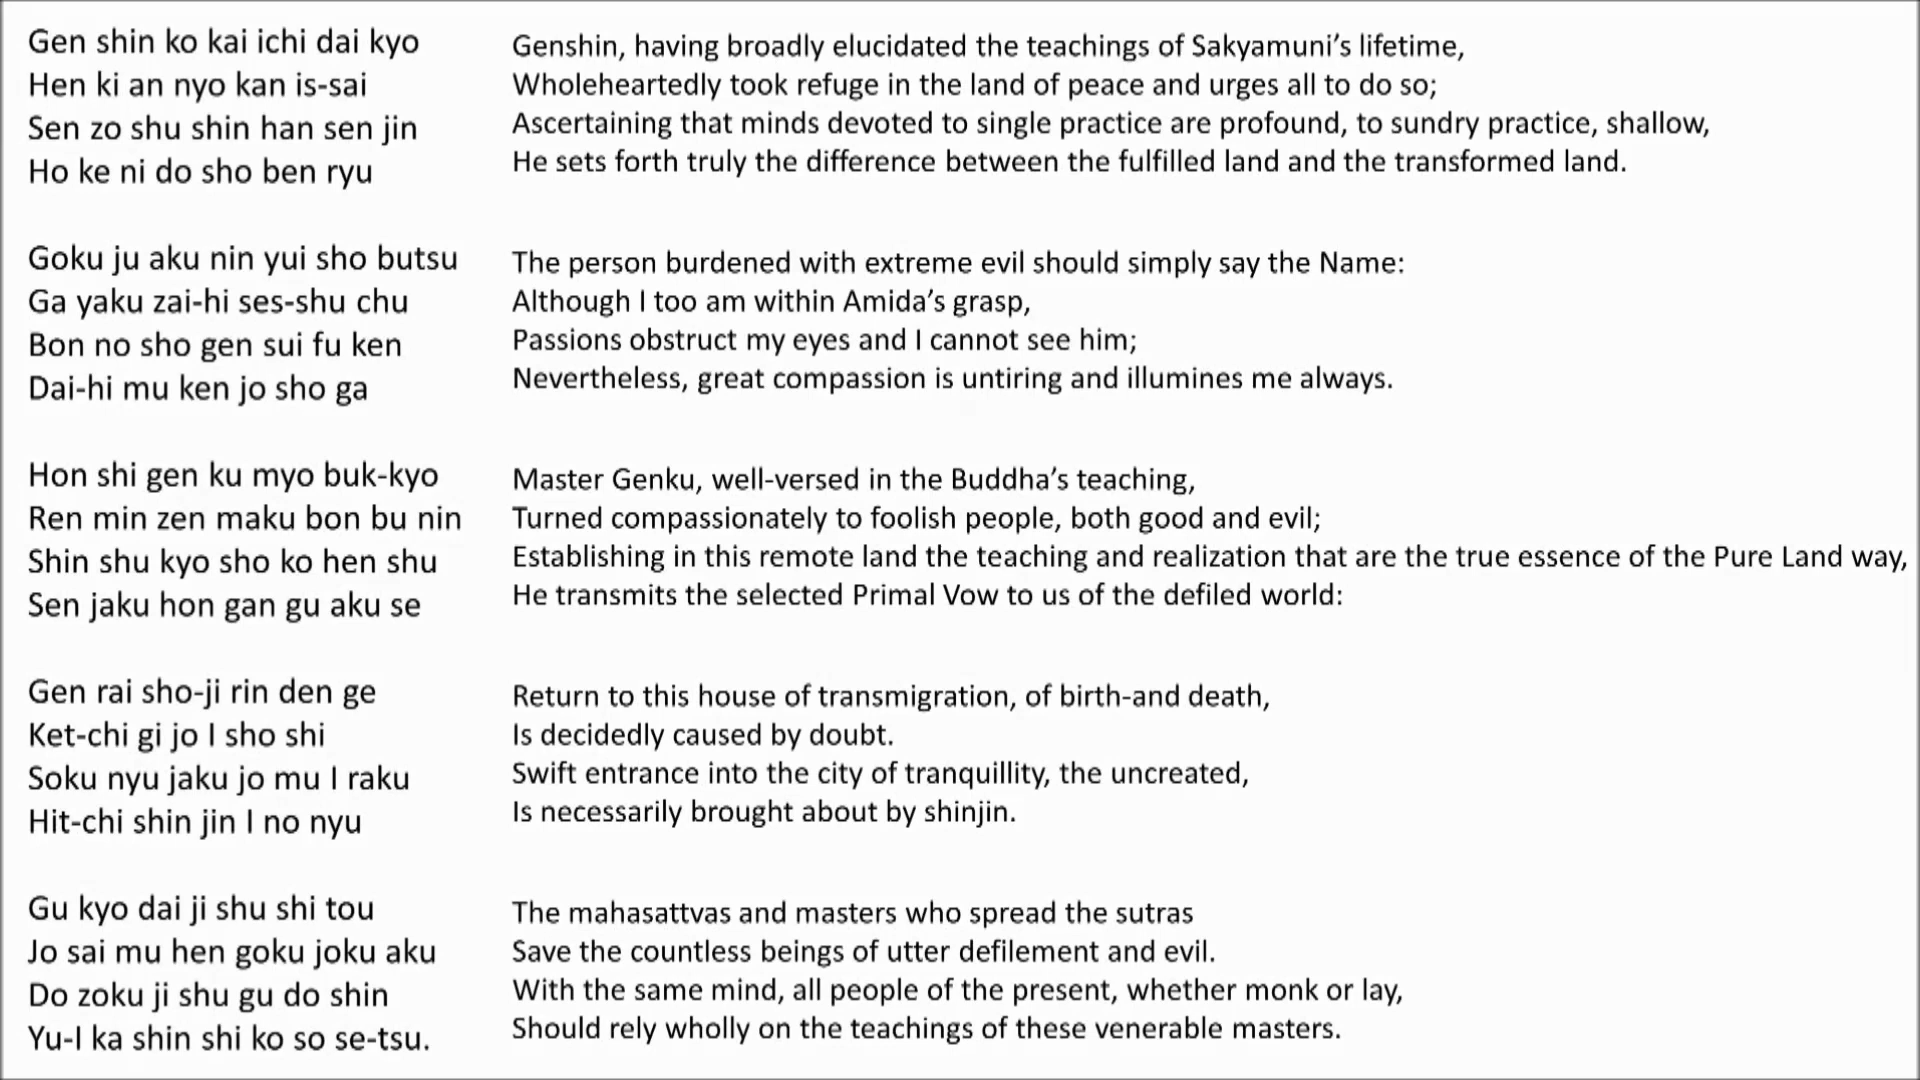 Gen shin ko kai ichi dai kyo
Hen ki an nyo kan is-sai
Sen zo shu shin han sen jin
Ho ke ni do sho ben ryu
Genshin, having broadly elucidated the teachings of Sakyamuni's lifetime,
Wholeheartedly took refuge in the land of peace and urges all to do so;
Ascertaining that minds devoted to single practice are profound, to sundry practice, shallow,
He sets forth truly the difference between the fulfilled land and the transformed land.
Goku ju aku nin yui sho butsu
Ga yaku zai-hi ses-shu chu
Bon no sho gen sui fu ken
Dai-hi mu ken jo sho ga
The person burdened with extreme evil should simply say the Name:
Although I too am within Amida's grasp,
Passions obstruct my eyes and I cannot see him;
Nevertheless, great compassion is untiring and illumines me always.
Hon shi gen ku myo buk-kyo
Ren min zen maku bon bu nin
Shin shu kyo sho ko hen shu
Sen jaku hon gan gu aku se
Master Genku, well-versed in the Buddha's teaching,
Turned compassionately to foolish people, both good and evil;
Establishing in this remote land the teaching and realization that are the true essence of the Pure Land way,
He transmits the selected Primal Vow to us of the defiled world:
Gen rai sho-ji rin den ge
Ket-chi gi jo I sho shi
Soku nyu jaku jo mu I raku
Hit-chi shin jin I no nyu
Return to this house of transmigration, of birth-and death,
Is decidedly caused by doubt.
Swift entrance into the city of tranquillity, the uncreated,
Is necessarily brought about by shinjin.
Gu kyo dai ji shu shi tou
Jo sai mu hen goku joku aku
Do zoku ji shu gu do shin
Yu-I ka shin shi ko so se-tsu.
The mahasattvas and masters who spread the sutras
Save the countless beings of utter defilement and evil.
With the same mind, all people of the present, whether monk or lay,
Should rely wholly on the teachings of these venerable masters.